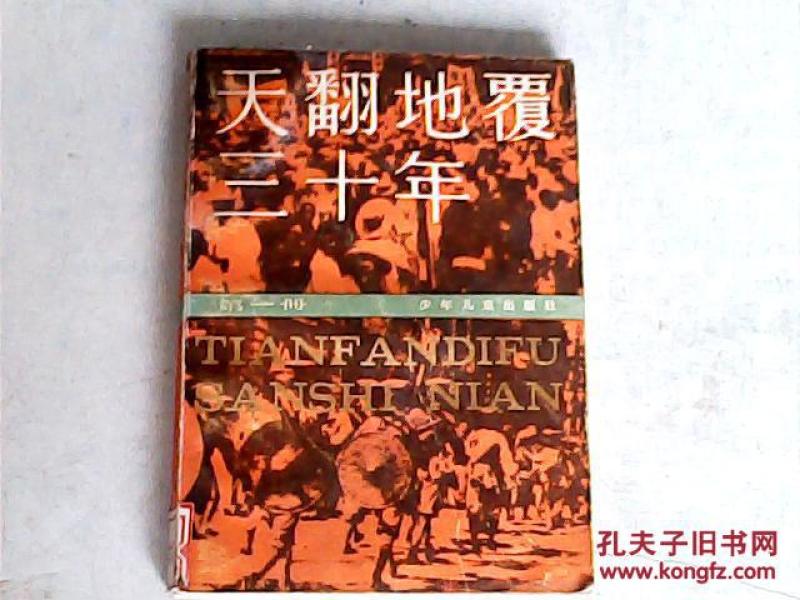 天翻地覆
三十年
第一册 少年儿童出版社
TIANFANDIFU
SANSHI NIAN
孔夫子旧书网
www.kongfz.com